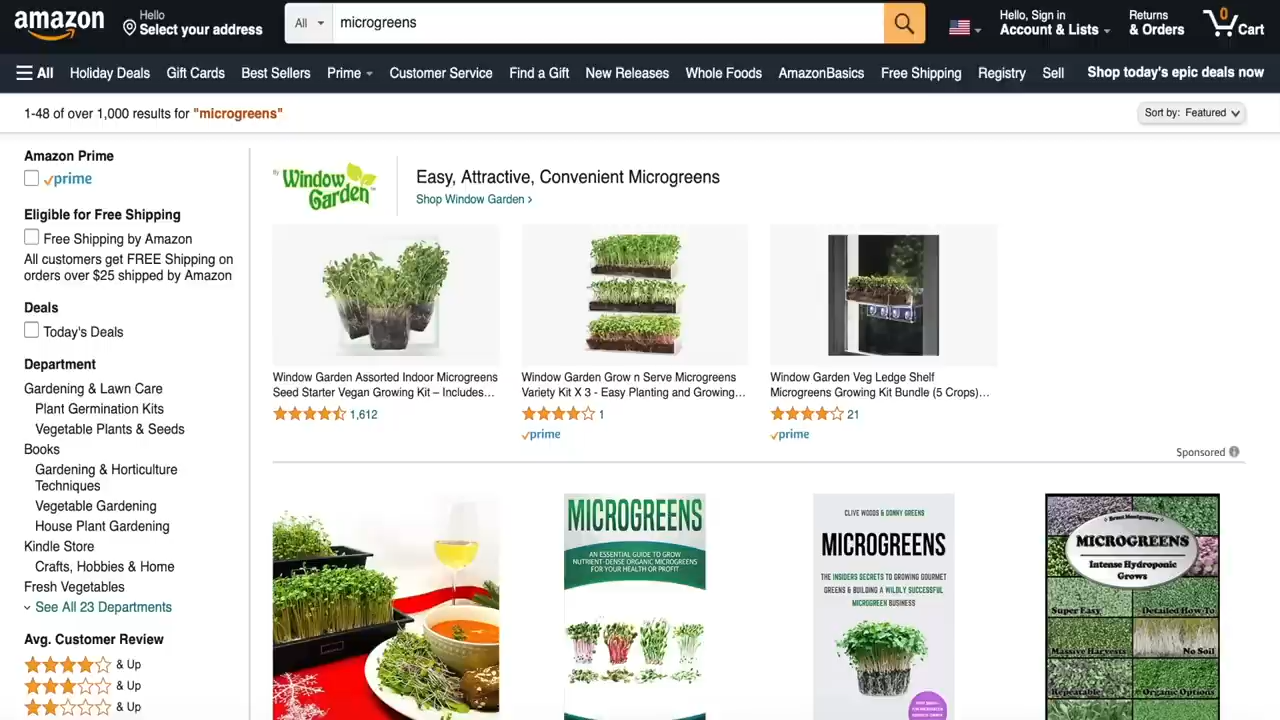 amazon
Hello
Select your address
All
microgreens
Hello, Sign in
Account & Lists
Returns
& Orders
0
Cart
All
Holiday Deals
Gift Cards
Best Sellers
Prime
Customer Service
Find a Gift
New Releases
Whole Foods
AmazonBasics
Free Shipping
Registry
Sell
Shop today's epic deals now
1-48 of over 1,000 results for "microgreens"
Sort by: Featured
Amazon Prime
prime
Eligible for Free Shipping
Free Shipping by Amazon
All customers get FREE Shipping on
orders over $25 shipped by Amazon
Deals
Today's Deals
Department
Gardening & Lawn Care
Plant Germination Kits
Vegetable Plants & Seeds
Books
Gardening & Horticulture
Techniques
Vegetable Gardening
House Plant Gardening
Kindle Store
Crafts, Hobbies & Home
Fresh Vegetables
See All 23 Departments
Avg. Customer Review
& Up
& Up
& Up
By
Window
Garden
Easy, Attractive, Convenient Microgreens
Shop Window Garden ›
Window Garden Assorted Indoor Microgreens
Seed Starter Vegan Growing Kit – Includes…
1,612
Window Garden Grow n Serve Microgreens
Variety Kit X 3 - Easy Planting and Growing…
1
prime
Window Garden Veg Ledge Shelf
Microgreens Growing Kit Bundle (5 Crops)…
21
prime
Sponsored
MICROGREENS
AN ESSENTIAL GUIDE TO GROW
NUTRIENT-DENSE ORGANIC MICROGREENS
FOR YOUR HEALTH OR PROFIT
CLIVE WOODS & DONNY GREENS
MICROGREENS
THE INSIDERS SECRETS TO GROWING GOURMET
GREENS & BUILDING A WILDLY SUCCESSFUL
MICROGREEN BUSINESS
Brent Montgomery
MICROGREENS
Intense Hydroponic
Grows
Super Easy
Detailed How-To
Massive Harvests
No Soil
Repeatable
Organic Options